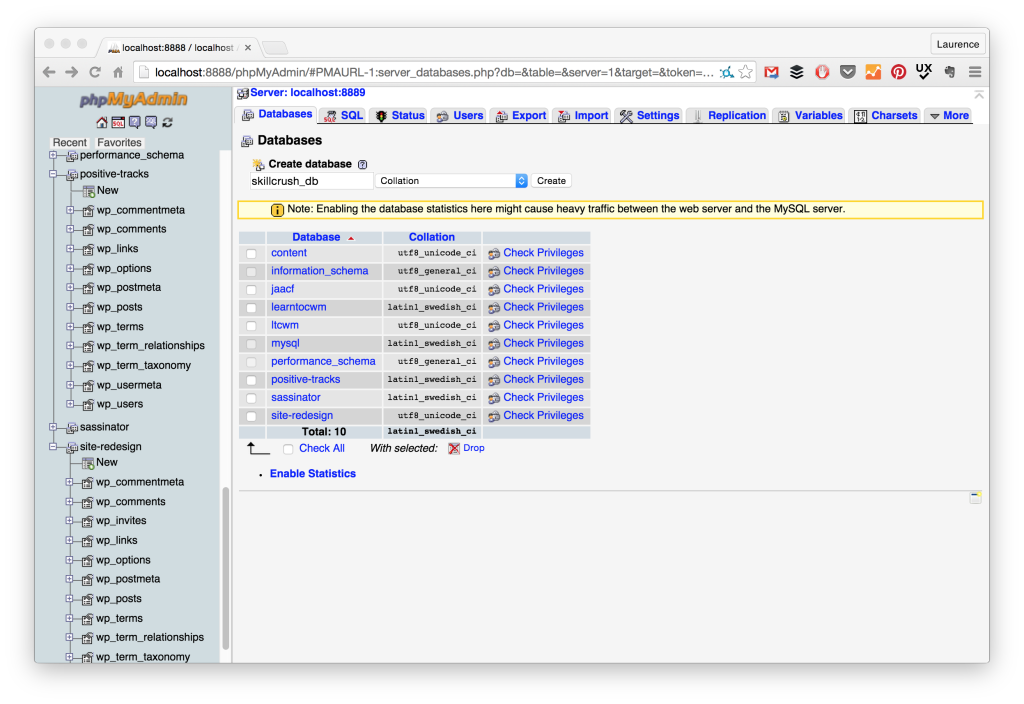 localhost:8888 / localhost
Laurence
localhost:8888/phpMyAdmin/#PMAURL-1:server_databases.php?db=&table=&server=1&target=&token=...
UX
phpMyAdmin
SQL
Recent Favorites
performance_schema
positive-tracks
New
wp_commentmeta
wp_comments
wp_links
wp_options
wp_postmeta
wp_posts
wp_terms
wp_term_relationships
wp_term_taxonomy
wp_usermeta
wp_users
sassinator
site-redesign
New
wp_commentmeta
wp_comments
wp_invites
wp_links
wp_options
wp_postmeta
wp_posts
wp_terms
wp_term_relationships
wp_term_taxonomy
Server: localhost:8889
Databases SQL Status Users Export Import Settings Replication Variables Charsets More
Databases
Create database
skillcrush_db Collation Create
Note: Enabling the database statistics here might cause heavy traffic between the web server and the MySQL server.
Database Collation
content utf8_unicode_ci Check Privileges
information_schema utf8_general_ci Check Privileges
jaacf utf8_unicode_ci Check Privileges
learntocwm latin1_swedish_ci Check Privileges
ltcwm utf8_unicode_ci Check Privileges
mysql latin1_swedish_ci Check Privileges
performance_schema utf8_general_ci Check Privileges
positive-tracks latin1_swedish_ci Check Privileges
sassinator latin1_swedish_ci Check Privileges
site-redesign utf8_unicode_ci Check Privileges
Total: 10 latin1_swedish_ci
Check All With selected: Drop
Enable Statistics